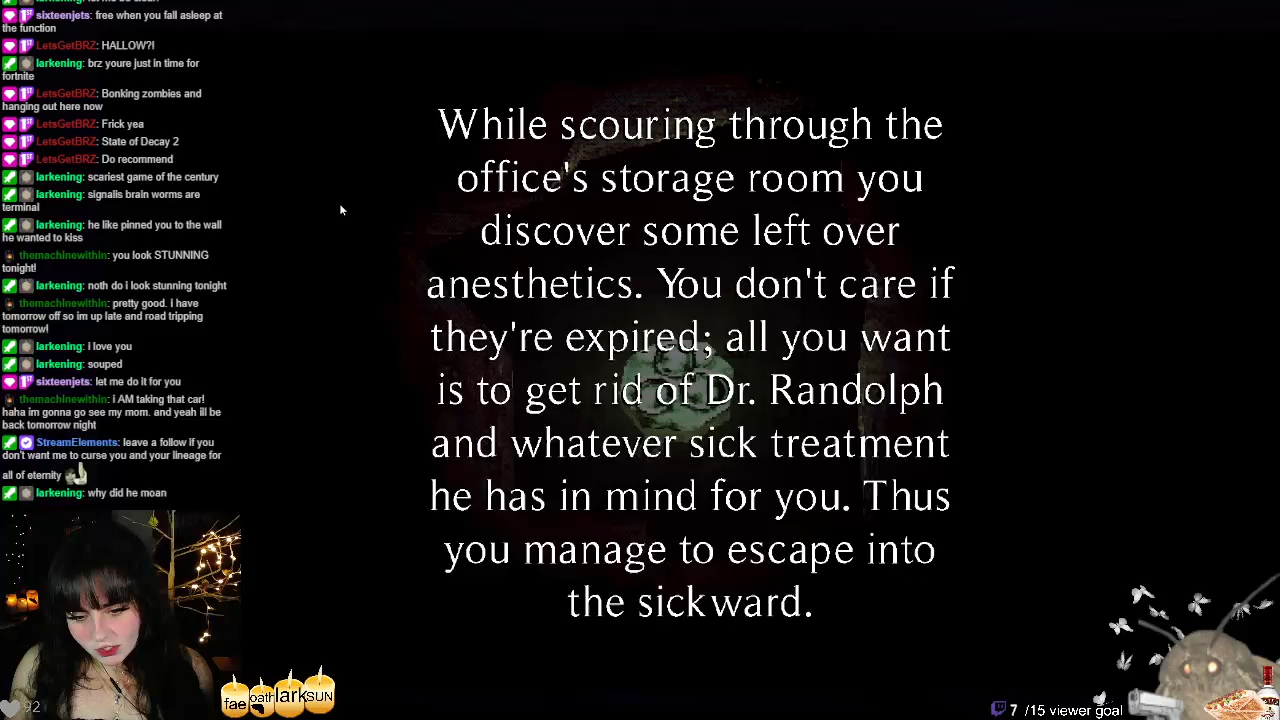 sixteenjets: free when you fall asleep at
the function
LetsGetBRZ: HALLOW?!
larkening: brz youre just in time for
fortnite
LetsGetBRZ: Bonking zombies and
hanging out here now
LetsGetBRZ: Frick yea
LetsGetBRZ: State of Decay 2
LetsGetBRZ: Do recommend
larkening: scariest game of the century
larkening: signalis brain worms are
terminal
larkening: he like pinned you to the wall
he wanted to kiss
themachinewithin: you look STUNNING
tonight!
larkening: noth do i look stunning tonight
themachinewithin: pretty good. i have
tomorrow off so im up late and road tripping
tomorrow!
larkening: i love you
larkening: souped
sixteenjets: let me do it for you
themachinewithin: i AM taking that car!
haha im gonna go see my mom. and yeah ill be
back tomorrow night
StreamElements: leave a follow if you
don't want me to curse you and your lineage for
all of eternity
larkening: why did he moan
While scouring through the
office's storage room you
discover some left over
anesthetics. You don't care if
they're expired; all you want
is to get rid of Dr. Randolph
and whatever sick treatment
he has in mind for you. Thus
you manage to escape into
the sickward.
92
fae oath lark SUN
7 /15 viewer goal